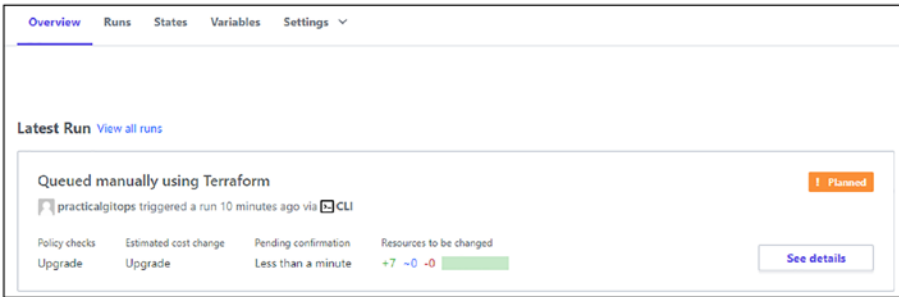 Overview Runs States Variables Settings
Latest Run View all runs
Queued manually using Terraform
! Planned
practicalgitops triggered a run 10 minutes ago via CLI
Policy checks Estimated cost change Pending confirmation Resources to be changed
Upgrade Upgrade Less than a minute +7 ~0 -0
See details